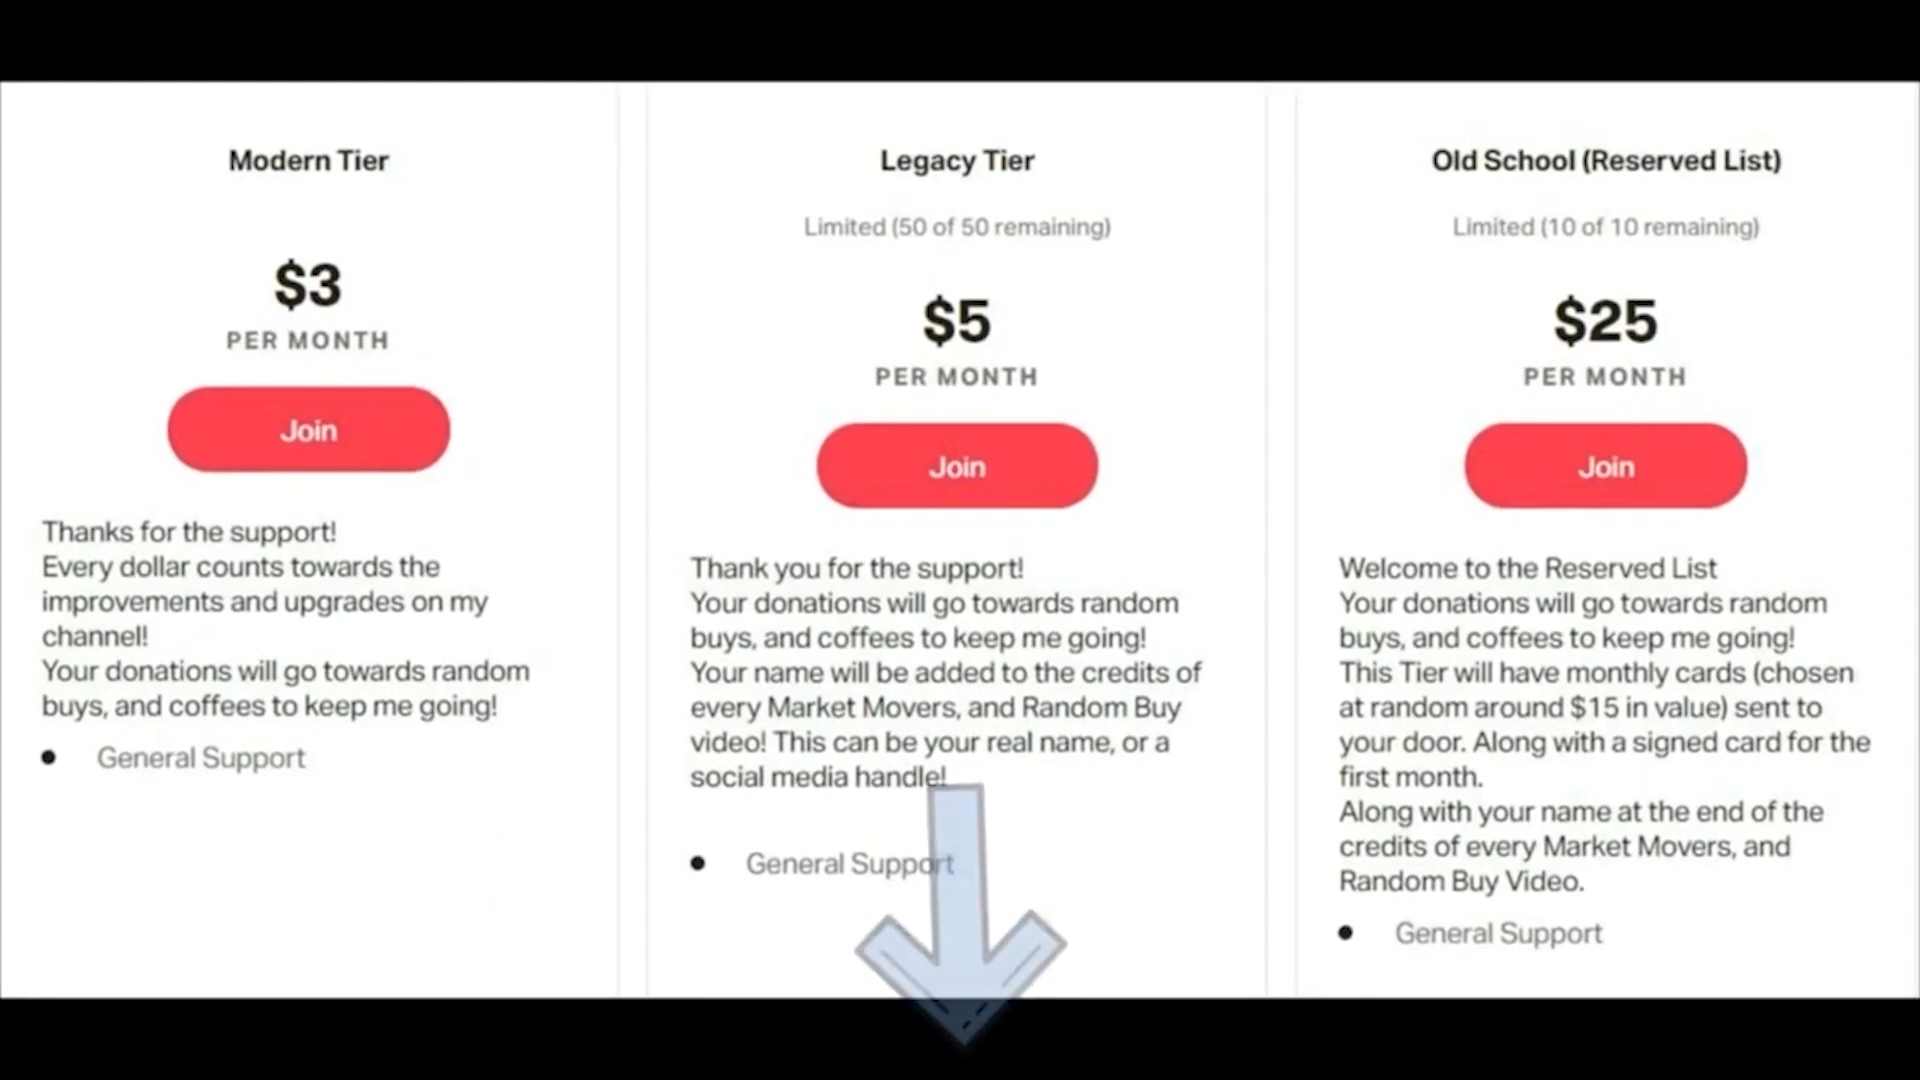 Modern Tier
$3
PER MONTH
Join
Thanks for the support!
Every dollar counts towards the
improvements and upgrades on my
channel!
Your donations will go towards random
buys, and coffees to keep me going!
General Support
Legacy Tier
Limited (50 of 50 remaining)
$5
PER MONTH
Join
Thank you for the support!
Your donations will go towards random
buys, and coffees to keep me going!
Your name will be added to the credits of
every Market Movers, and Random Buy
video! This can be your real name, or a
social media handle!
General Support
Old School (Reserved List)
Limited (10 of 10 remaining)
$25
PER MONTH
Join
Welcome to the Reserved List
Your donations will go towards random
buys, and coffees to keep me going!
This Tier will have monthly cards (chosen
at random around $15 in value) sent to
your door. Along with a signed card for the
first month.
Along with your name at the end of the
credits of every Market Movers, and
Random Buy Video.
General Support